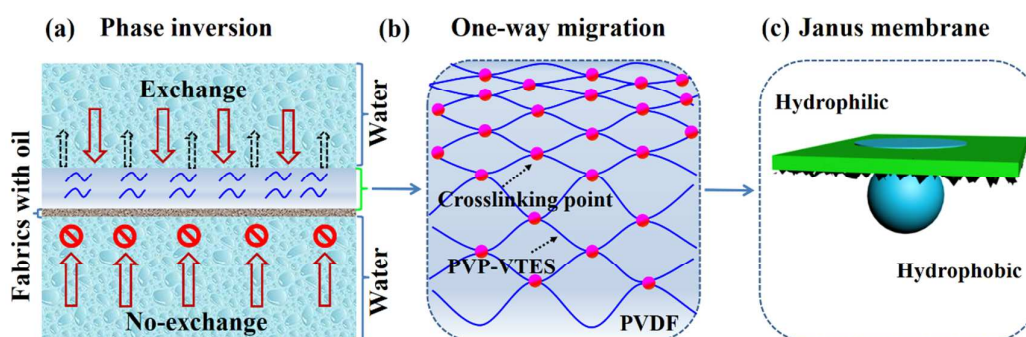 (a) Phase inversion
Exchange
Water
Fabrics with oil
No-exchange
Water
(b) One-way migration
Crosslinking point
PVP-VTES
PVDF
(c) Janus membrane
Hydrophilic
Hydrophobic